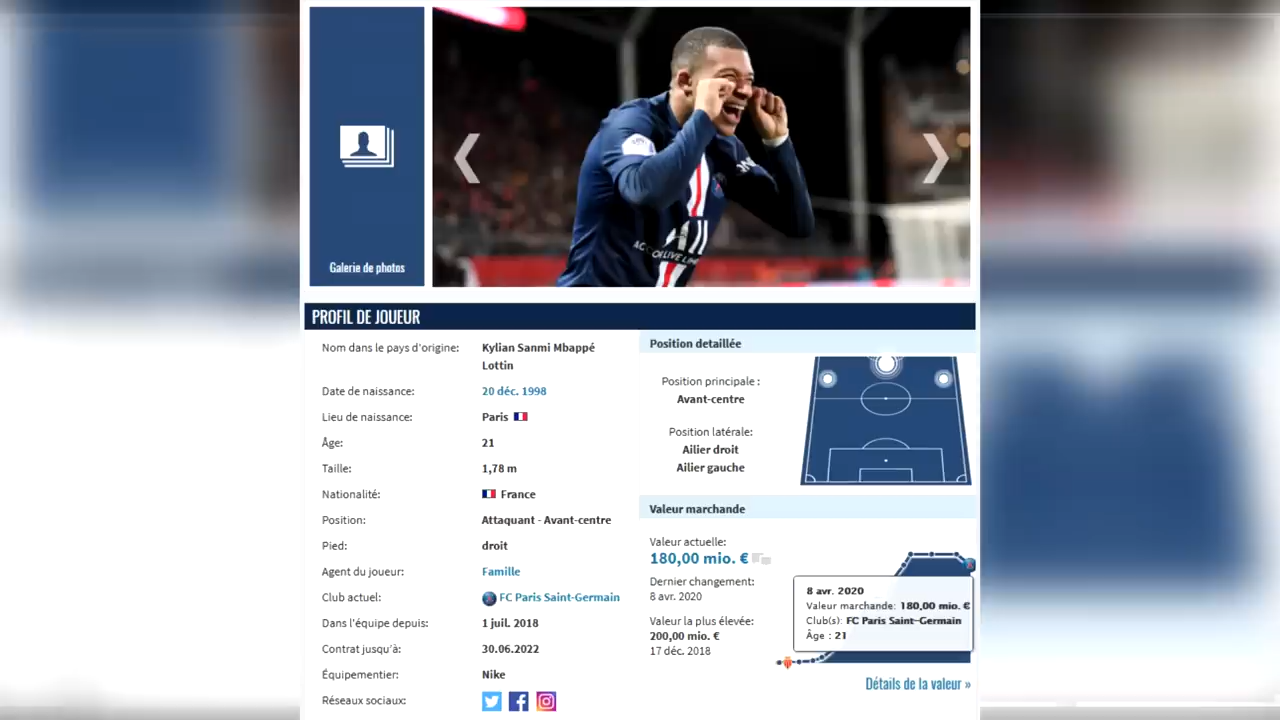 Galerie de photos
ACCOR LIVE LIMI
PROFIL DE JOUEUR
Nom dans le pays d'origine: Kylian Sanmi Mbappé
Lottin
Date de naissance: 20 déc. 1998
Lieu de naissance: Paris
Âge: 21
Taille: 1,78 m
Nationalité: France
Position: Attaquant - Avant-centre
Pied: droit
Agent du joueur: Famille
Club actuel: FC Paris Saint-Germain
Dans l'équipe depuis: 1 juil. 2018
Contrat jusqu'à: 30.06.2022
Équipementier: Nike
Réseaux sociaux:
Position detaillée
Position principale :
Avant-centre
Position latérale:
Ailier droit
Ailier gauche
Valeur marchande
Valeur actuelle:
180,00 mio. €
Dernier changement:
8 avr. 2020
Valeur la plus élevée:
200,00 mio. €
17 déc. 2018
8 avr. 2020
Valeur marchande: 180,00 mio. €
Club(s): FC Paris Saint-Germain
Âge : 21
Détails de la valeur »